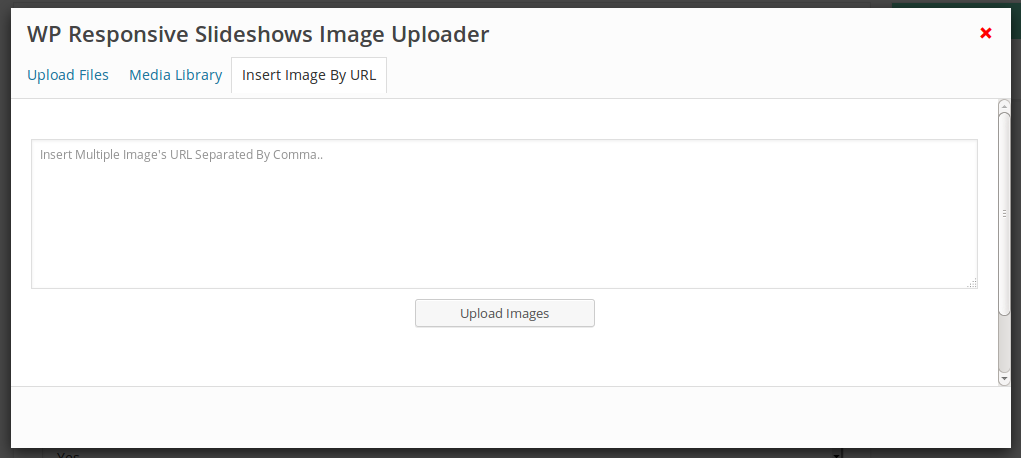 WP Responsive Slideshows Image Uploader
Upload Files Media Library Insert Image By URL
Insert Multiple Image's URL Separated By Comma..
Upload Images
Yes